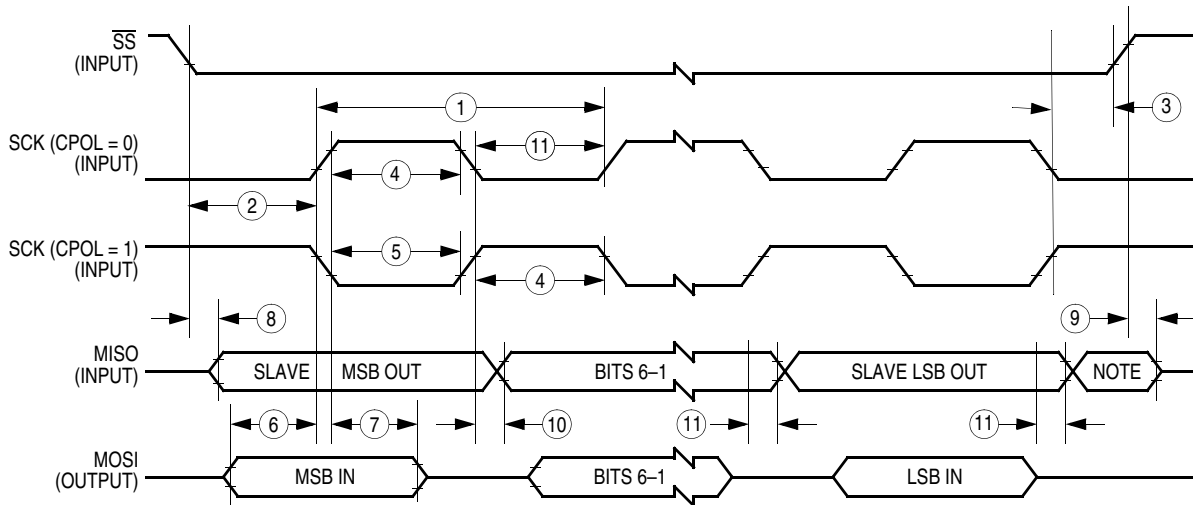 SS
(INPUT)
1
3
SCK (CPOL = 0)
(INPUT)
11
4
2
SCK (CPOL = 1)
(INPUT)
5
4
8
9
MISO
(INPUT)
SLAVE MSB OUT
BITS 6–1
SLAVE LSB OUT
NOTE
6
7
10
11
11
MOSI
(OUTPUT)
MSB IN
BITS 6–1
LSB IN